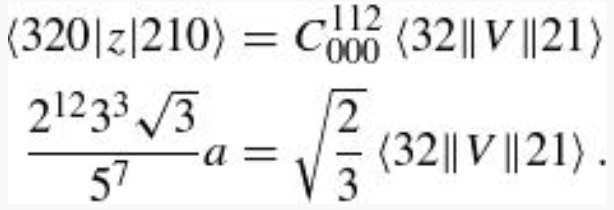 ⟨320|z|210⟩ = C^{112}_{000} ⟨32‖V‖21⟩
\frac{2^{12}3^3\sqrt{3}}{5^7}a = \sqrt{\frac{2}{3}} ⟨32‖V‖21⟩ .